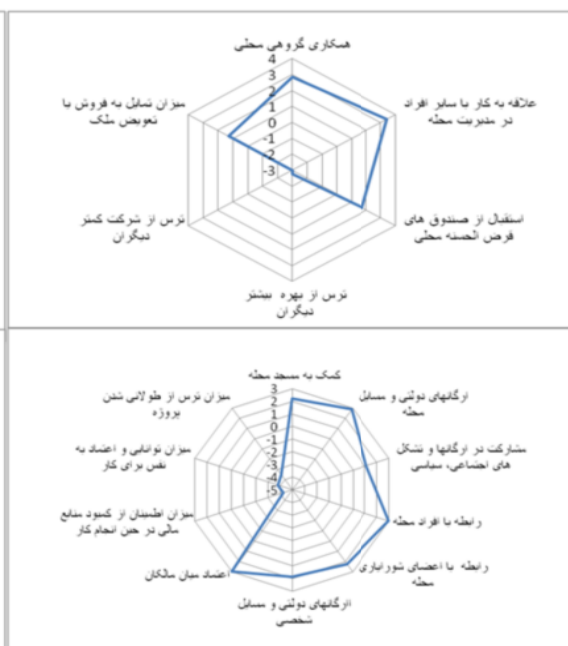 همکاری گروهی محلی
4
3
2
1
0
-1
-2
-3
علاقه به کار با سایر افراد
در مدیریت محله
استقبال از صندوق های
قرض الحسنه محلی
ترس از بهره بیشتر
دیگران
ترس از شرکت کمتر
دیگران
میزان تمایل به فروش یا
تعویض ملک
کمک به مسجد محله
3
2
1
0
-1
-2
-3
-4
-5
ارگانهای دولتی و مسایل
محله
مشارکت در ارگانها و تشکل
های اجتماعی، سیاسی
رابطه با افراد محله
رابطه با اعضای شورایاری
محله
اارگانهای دولتی و مسایل
شخصی
اعتماد میان مالکان
میزان اطمینان از کمبود منابع
مالی در حین انجام کار
میزان توانایی و اعتماد به
نفس برای کار
میزان ترس از طولانی شدن
پروژه